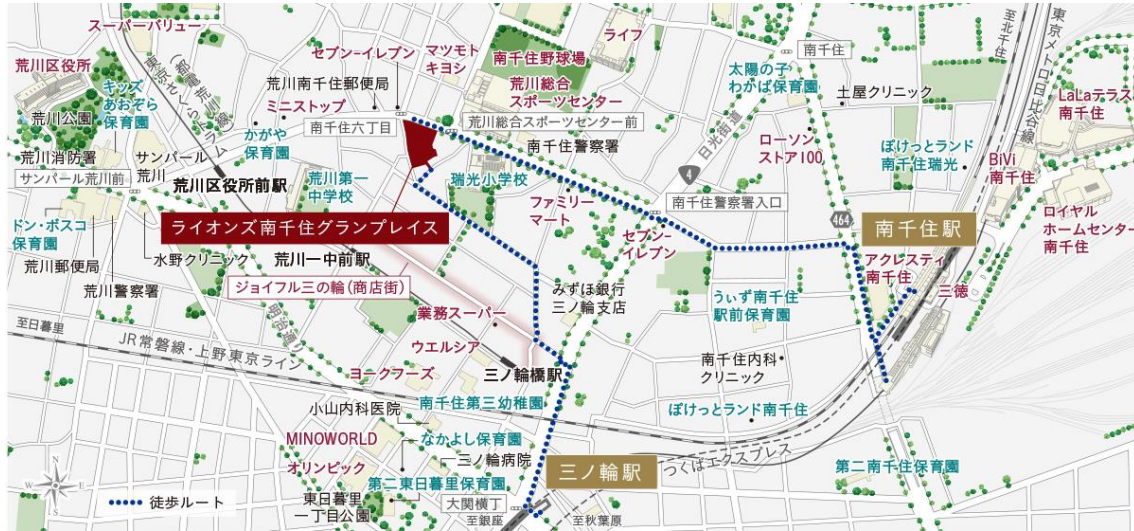 スーパーバリュー
荒川区役所
キッズ
あおぞら
保育園
荒川公園
荒川消防署
サンパール荒川前
サンパール
荒川
東京さくらトラム
(都電荒川線)
ミニストップ
かがや
保育園
荒川区役所前駅
セブン-イレブン
荒川南千住郵便局
マツモト
キヨシ
南千住六丁目
南千住野球場
荒川総合
スポーツセンター
荒川総合スポーツセンター前
ライフ
南千住警察署
瑞光小学校
荒川第一
中学校
ファミリー
マート
日光街道
4
南千住警察署入口
南千住
太陽の子
わかば保育園
土屋クリニック
ローソン
ストア100
ぽけっとランド
南千住瑞光
464
至北千住
東京メトロ日比谷線
LaLaテラス
南千住
BiVi
南千住
ロイヤル
ホームセンター
南千住
南千住駅
アクレスティ
南千住
三徳
ライオンズ南千住グランプレイス
ドン・ボスコ
保育園
荒川郵便局
荒川警察署
水野クリニック
荒川一中前駅
ジョイフル三の輪(商店街)
明治通り
業務スーパー
ウエルシア
ヨークフーズ
三ノ輪橋駅
セブン-
イレブン
みずほ銀行
三ノ輪支店
うぃず南千住
駅前保育園
南千住内科
クリニック
ぽけっとランド南千住
至日暮里
JR常磐線・上野東京ライン
小山内科医院
南千住第三幼稚園
MINOWORLD
なかよし保育園
オリンピック
三ノ輪病院
第二東日暮里保育園
東日暮里
一丁目公園
大関横丁
至銀座
三ノ輪駅
至秋葉原
つくばエクスプレス
第二南千住保育園
N
W
E
S
徒歩ルート